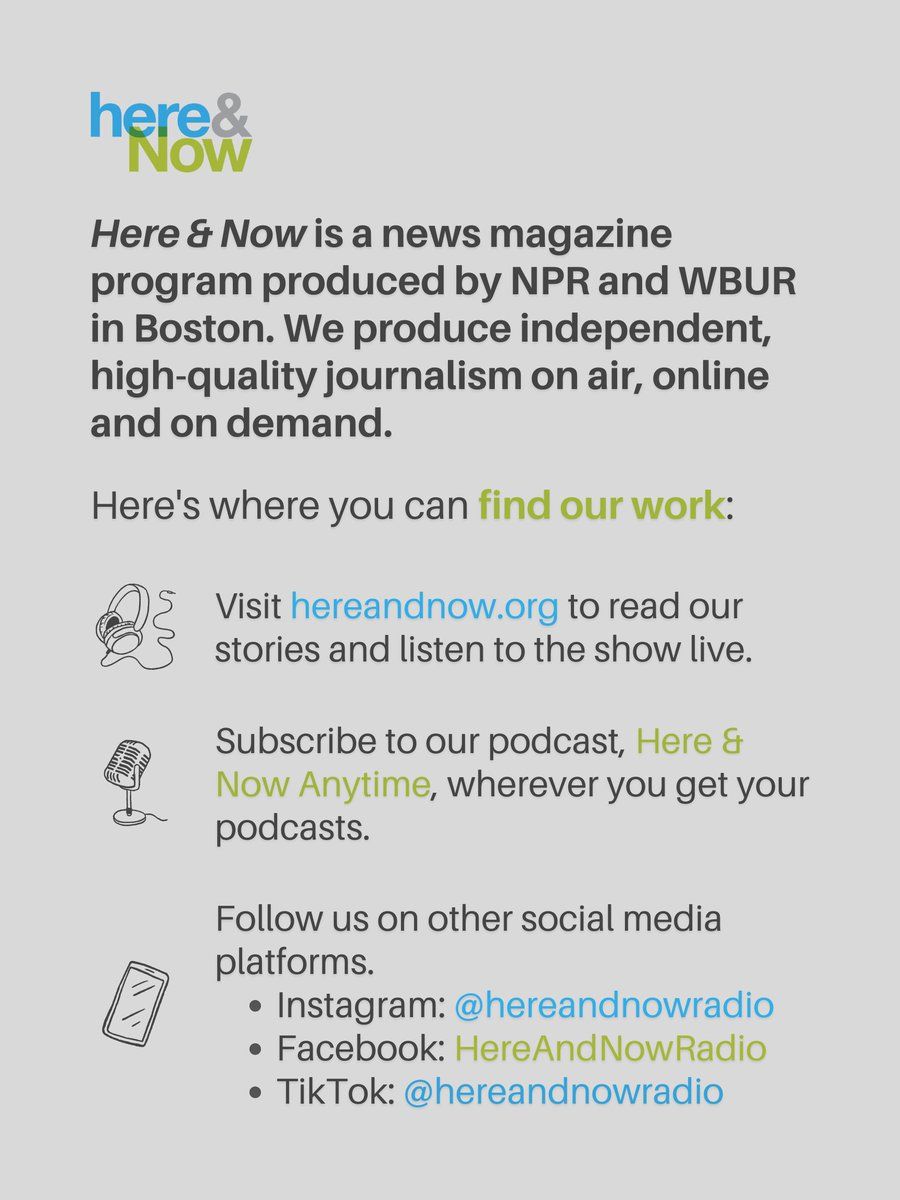 here&
Now
Here & Now is a news magazine
program produced by NPR and WBUR
in Boston. We produce independent,
high-quality journalism on air, online
and on demand.
Here's where you can find our work:
Visit hereandnow.org to read our
stories and listen to the show live.
Subscribe to our podcast, Here &
Now Anytime, wherever you get your
podcasts.
Follow us on other social media
platforms.
• Instagram: @hereandnowradio
• Facebook: HereAndNowRadio
• TikTok: @hereandnowradio